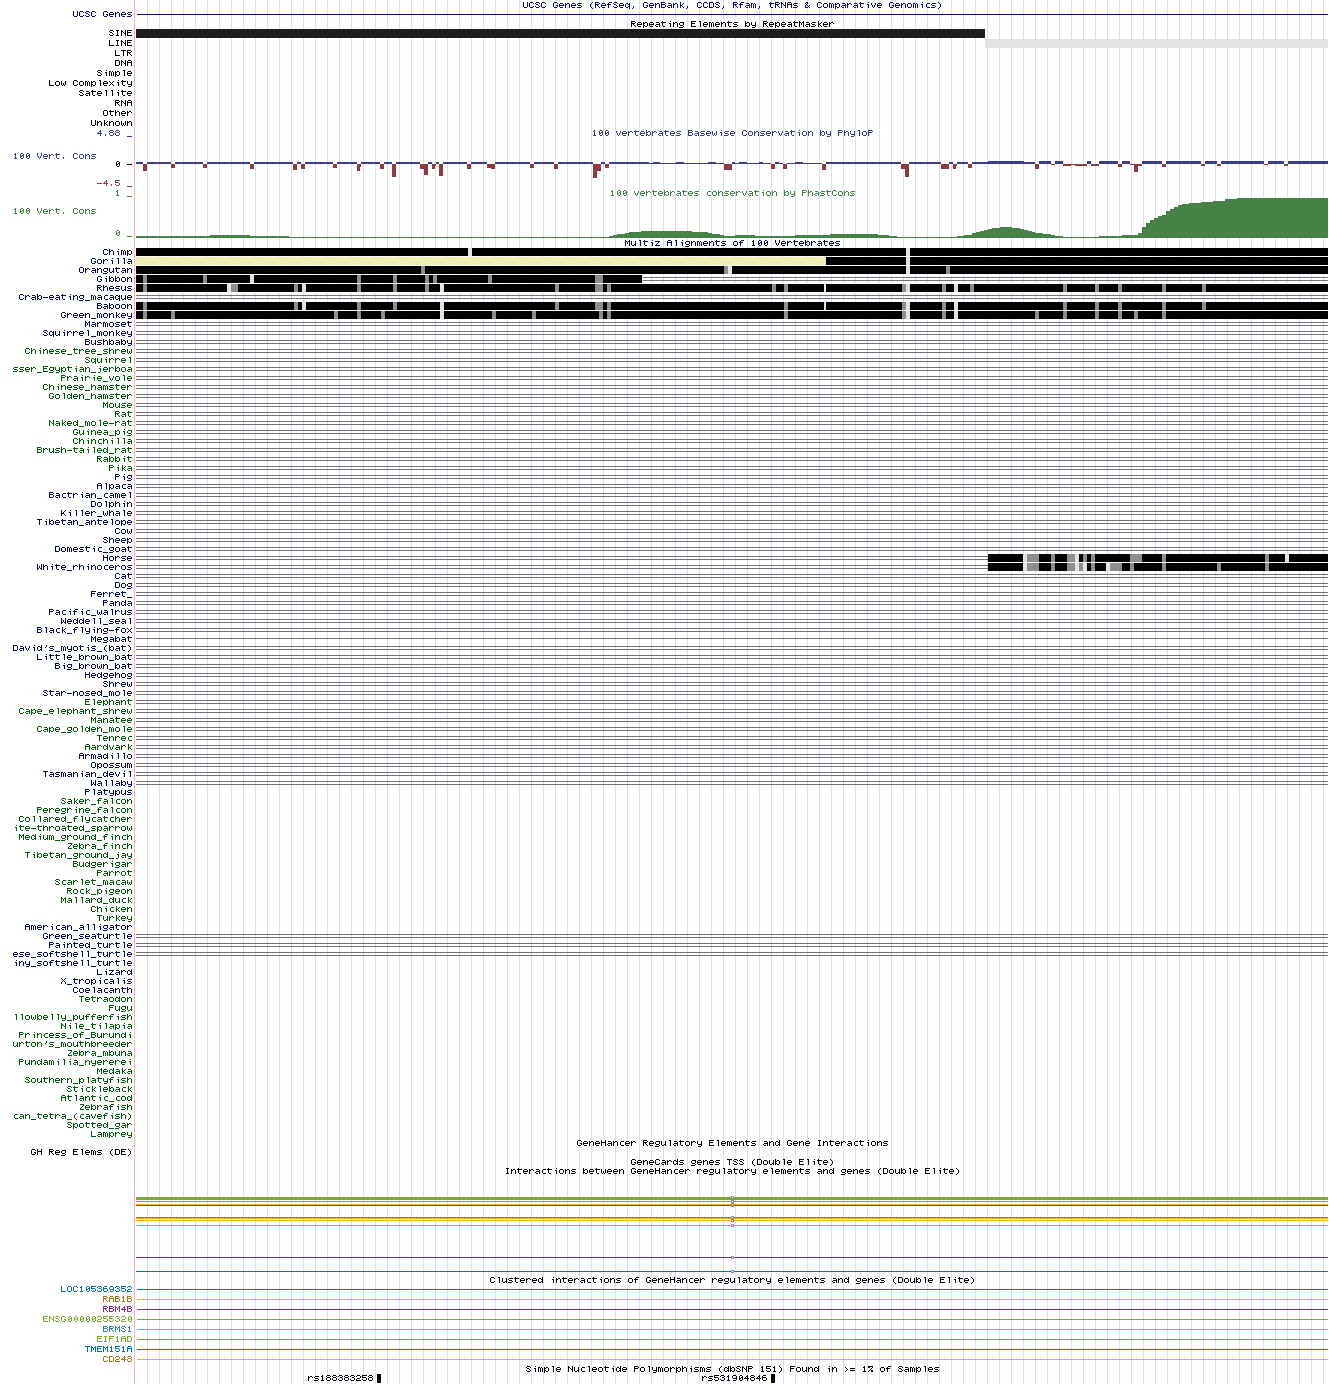 UCSC Genes (RefSeq, GenBank, CCDS, Rfam, tRNAs & Comparative Genomics)
UCSC Genes
Repeating Elements by RepeatMasker
SINE
LINE
LTR
DNA
Simple
Low Complexity
Satellite
RNA
Other
Unknown
4.88 _
100 vertebrates Basewise Conservation by PhyloP
100 Vert. Cons
0 -
-4.5 _
1 _
100 vertebrates conservation by PhastCons
100 Vert. Cons
0 _
Multiz Alignments of 100 Vertebrates
Chimp
Gorilla
Orangutan
Gibbon
Rhesus
Crab-eating_macaque
Baboon
Green_monkey
Marmoset
Squirrel_monkey
Bushbaby
Chinese_tree_shrew
Squirrel
sser_Egyptian_jerboa
Prairie_vole
Chinese_hamster
Golden_hamster
Mouse
Rat
Naked_mole-rat
Guinea_pig
Chinchilla
Brush-tailed_rat
Rabbit
Pika
Pig
Alpaca
Bactrian_camel
Dolphin
Killer_whale
Tibetan_antelope
Cow
Sheep
Domestic_goat
Horse
White_rhinoceros
Cat
Dog
Ferret_
Panda
Pacific_walrus
Weddell_seal
Black_flying-fox
Megabat
David's_myotis_(bat)
Little_brown_bat
Big_brown_bat
Hedgehog
Shrew
Star-nosed_mole
Elephant
Cape_elephant_shrew
Manatee
Cape_golden_mole
Tenrec
Aardvark
Armadillo
Opossum
Tasmanian_devil
Wallaby
Platypus
Saker_falcon
Peregrine_falcon
Collared_flycatcher
ite-throated_sparrow
Medium_ground_finch
Zebra_finch
Tibetan_ground_jay
Budgerigar
Parrot
Scarlet_macaw
Rock_pigeon
Mallard_duck
Chicken
Turkey
American_alligator
Green_seaturtle
Painted_turtle
ese_softshell_turtle
iny_softshell_turtle
Lizard
X_tropicalis
Coelacanth
Tetraodon
Fugu
llowbelly_pufferfish
Nile_tilapia
Princess_of_Burundi
urton's_mouthbreeder
Zebra_mbuna
Pundamilia_nyererei
Medaka
Southern_platyfish
Stickleback
Atlantic_cod
Zebrafish
can_tetra_(cavefish)
Spotted_gar
Lamprey
GeneHancer Regulatory Elements and Gene Interactions
GH Reg Elems (DE)
GeneCards genes TSS (Double Elite)
Interactions between GeneHancer regulatory elements and genes (Double Elite)
Clustered interactions of GeneHancer regulatory elements and genes (Double Elite)
LOC105369352
RAB1B
RBM4B
ENSG00000255320
BRMS1
EIF1AD
TMEM151A
CD248
Simple Nucleotide Polymorphisms (dbSNP 151) Found in >= 1% of Samples
rs188383258 rs531904846